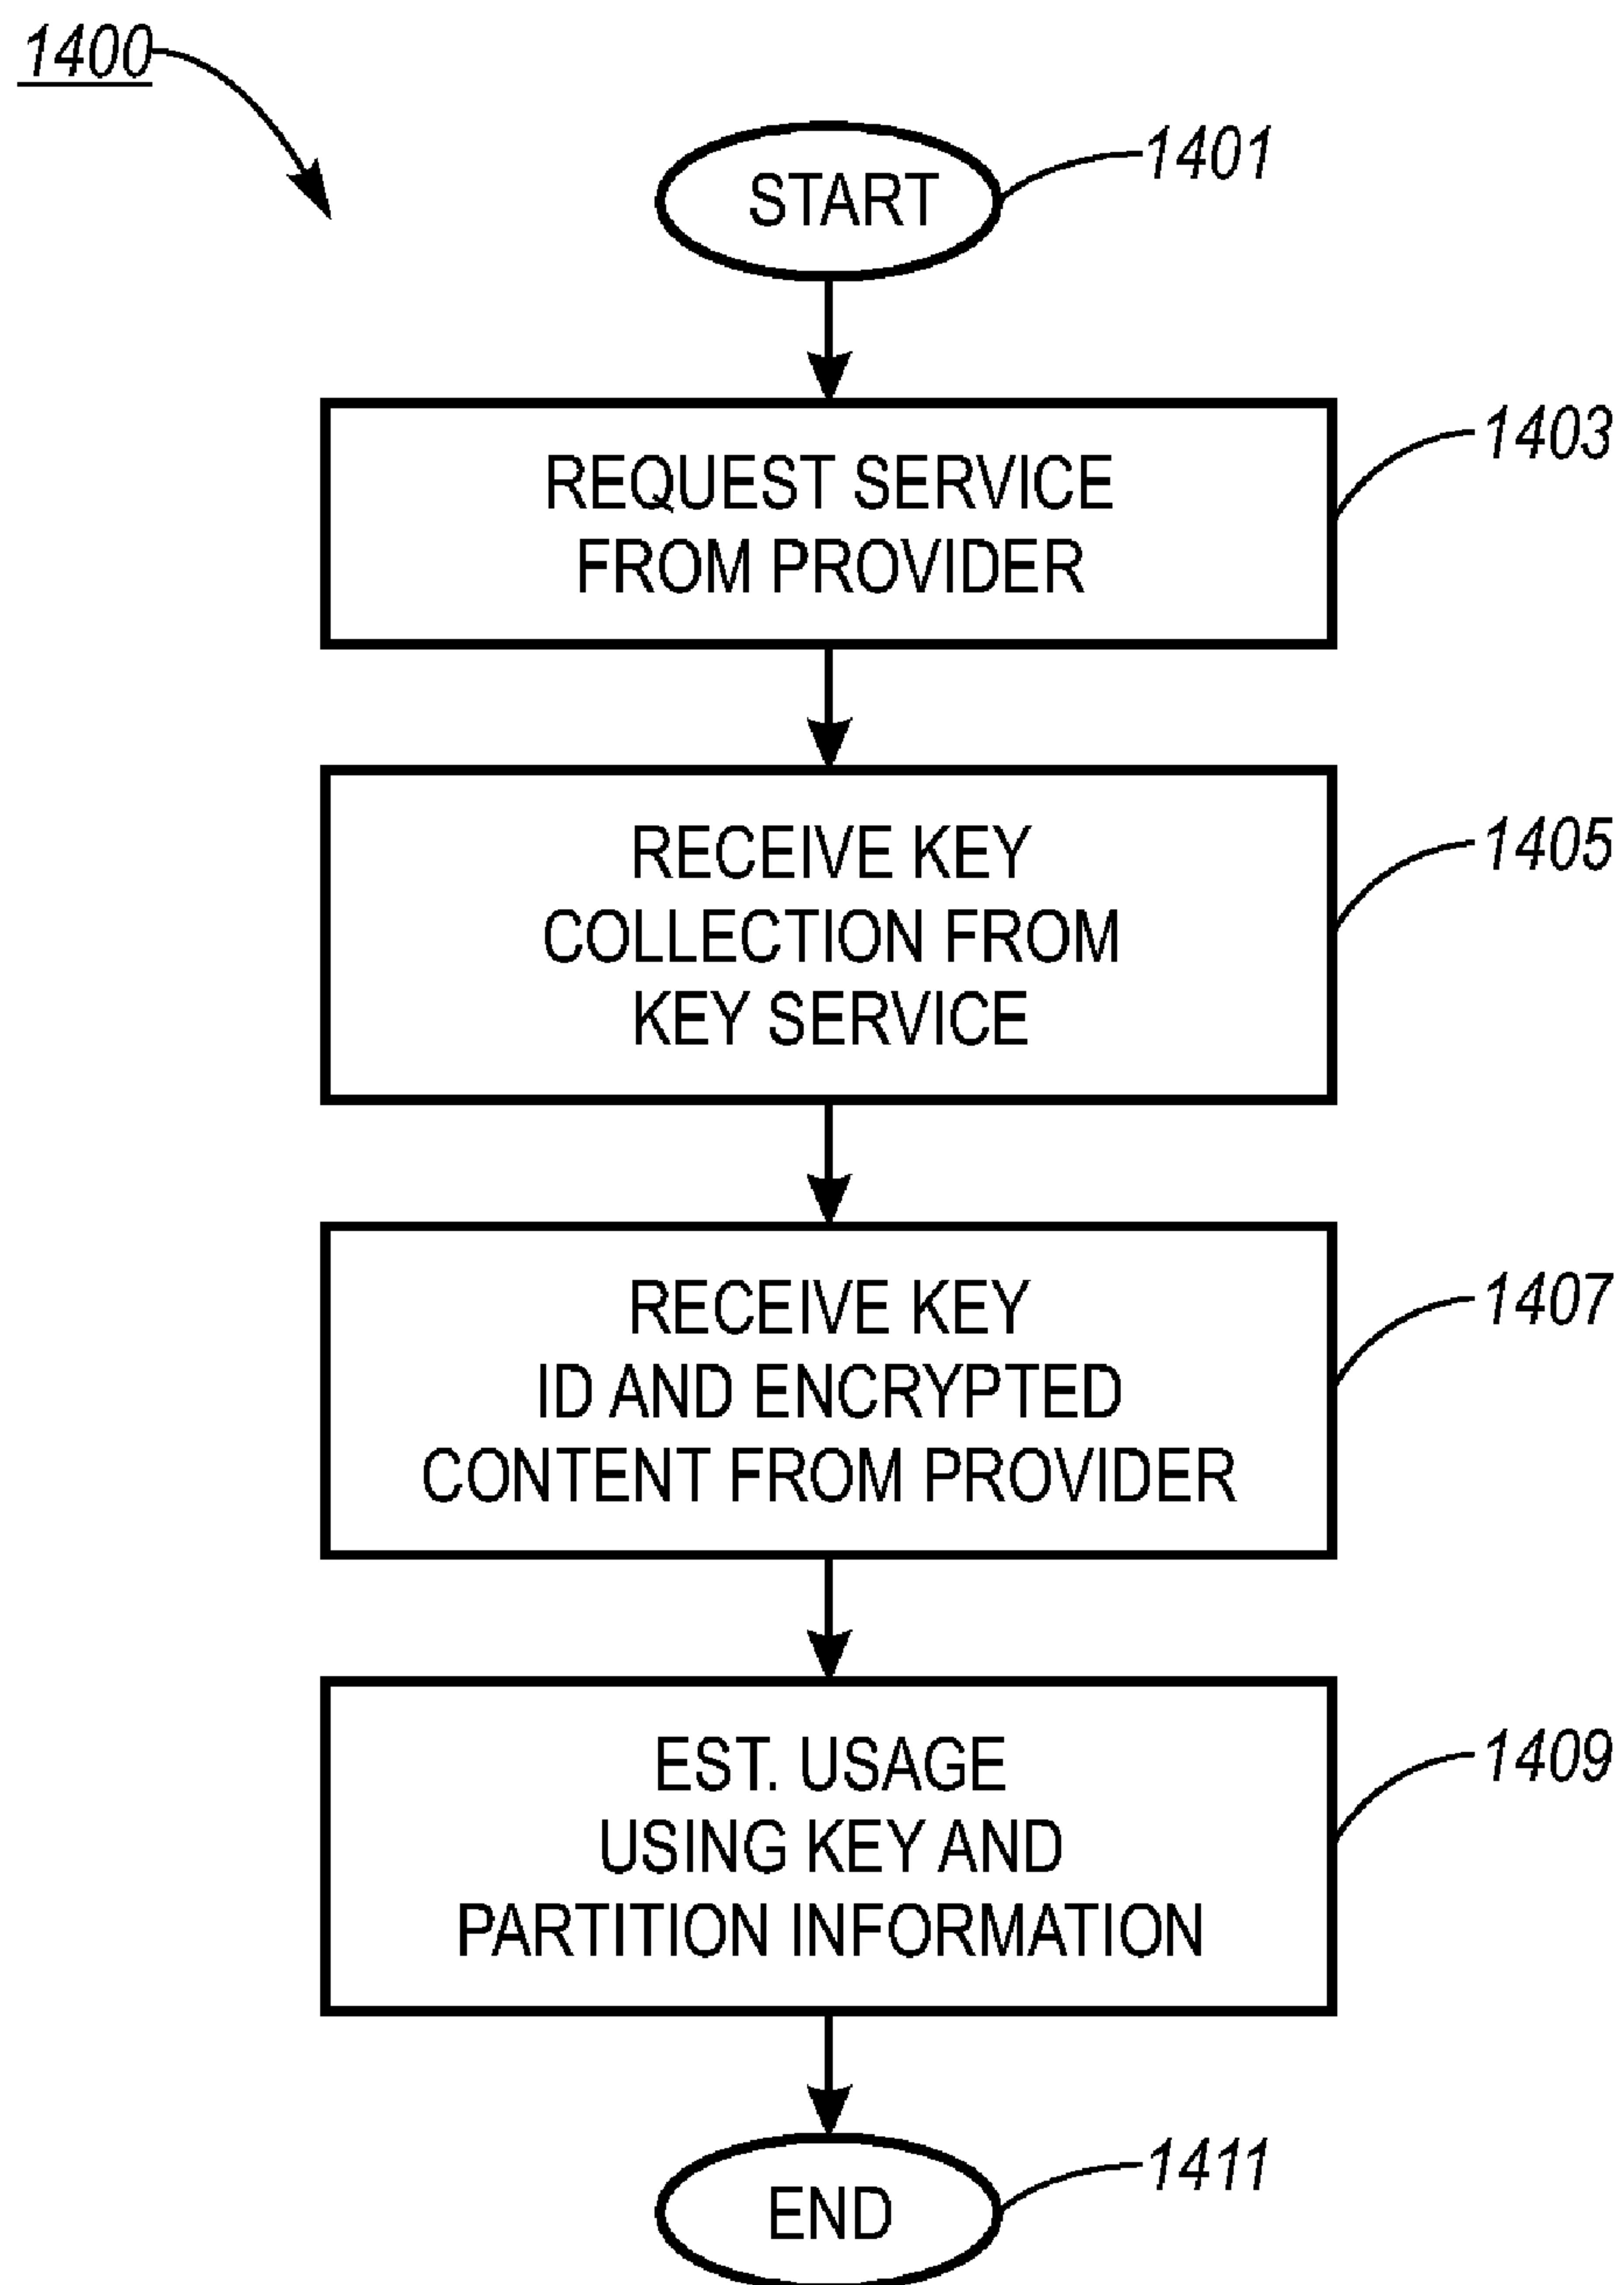 1400
START
1401
REQUEST SERVICE
FROM PROVIDER
1403
RECEIVE KEY
COLLECTION FROM
KEY SERVICE
1405
RECEIVE KEY
ID AND ENCRYPTED
CONTENT FROM PROVIDER
1407
EST. USAGE
USING KEY AND
PARTITION INFORMATION
1409
END
1411